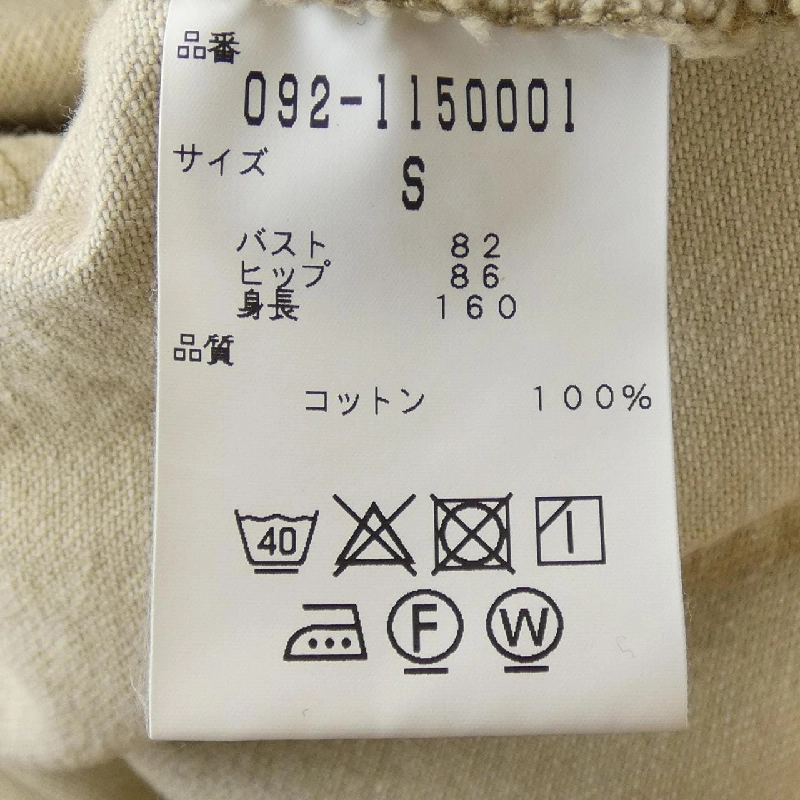 品番
092-1150001
サイズ
S
バスト 82
ヒップ 86
身長 160
品質
コットン 100%
40
F W